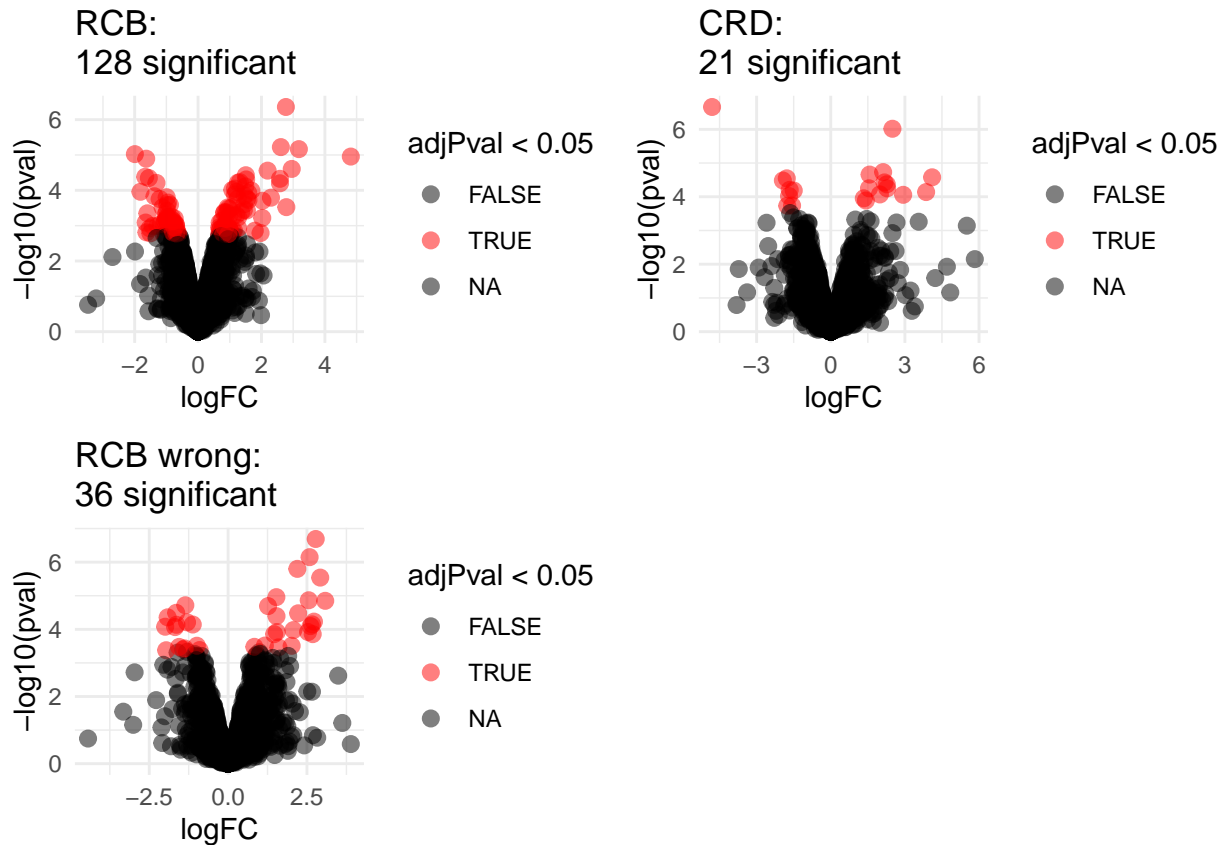 RCB:
128 significant
−log10(pval)
6
4
2
0
−2
0
2
4
logFC
adjPval < 0.05
FALSE
TRUE
NA
CRD:
21 significant
−log10(pval)
6
4
2
0
−3
0
3
6
logFC
adjPval < 0.05
FALSE
TRUE
NA
RCB wrong:
36 significant
−log10(pval)
6
4
2
0
−2.5
0.0
2.5
logFC
adjPval < 0.05
FALSE
TRUE
NA